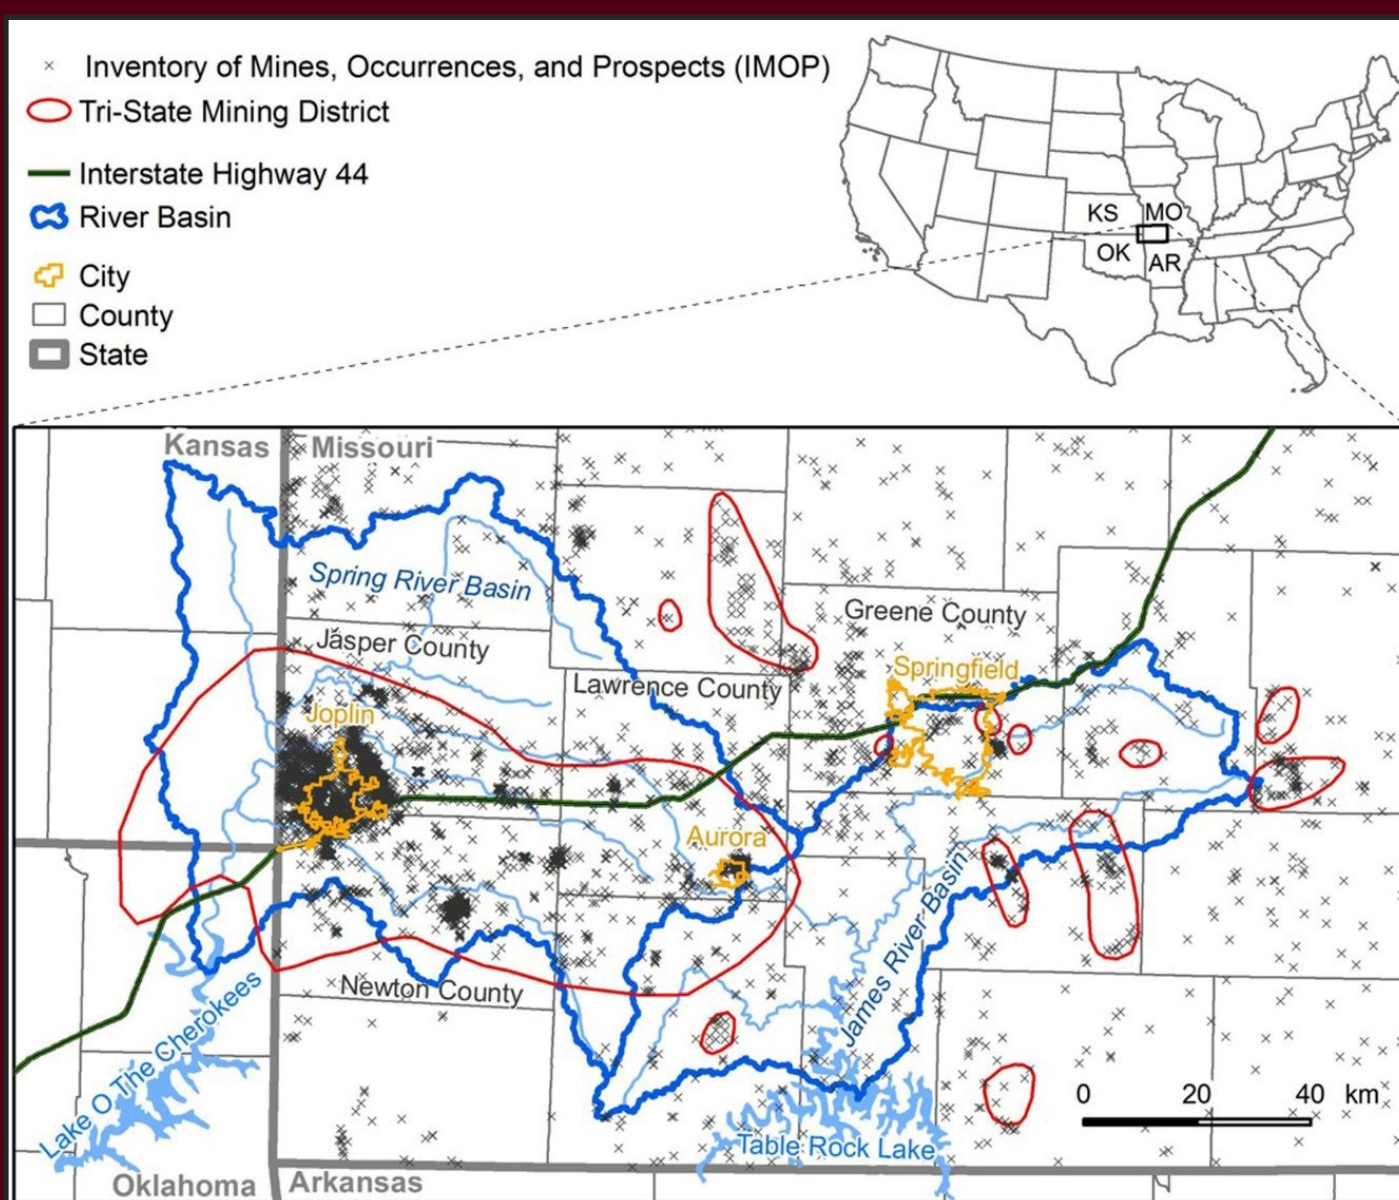 Inventory of Mines, Occurrences, and Prospects (IMOP)
Tri-State Mining District
Interstate Highway 44
River Basin
City
County
State
KS
MO
OK
AR
Kansas
Missouri
Spring River Basin
Jasper County
Greene County
Lawrence County
Springfield
Joplin
Aurora
James River Basin
Newton County
Lake O The Cherokees
0 20 40 km
Table Rock Lake
Oklahoma
Arkansas